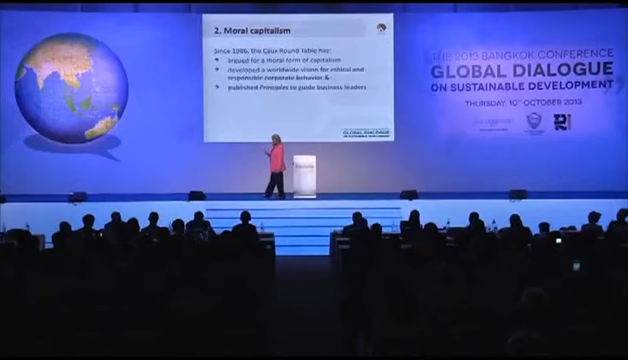 2. Moral capitalism
Since 1986, the Caux Round Table has:
argued for a moral form of capitalism
developed a worldwide vision for ethical and
responsible corporate behavior &
published Principles to guide business leaders
GLOBAL DIALOGUE
THE 2013 BANGKOK CONFERENCE
GLOBAL DIALOGUE
ON SUSTAINABLE DEVELOPMENT
THURSDAY, 10TH OCTOBER 2013